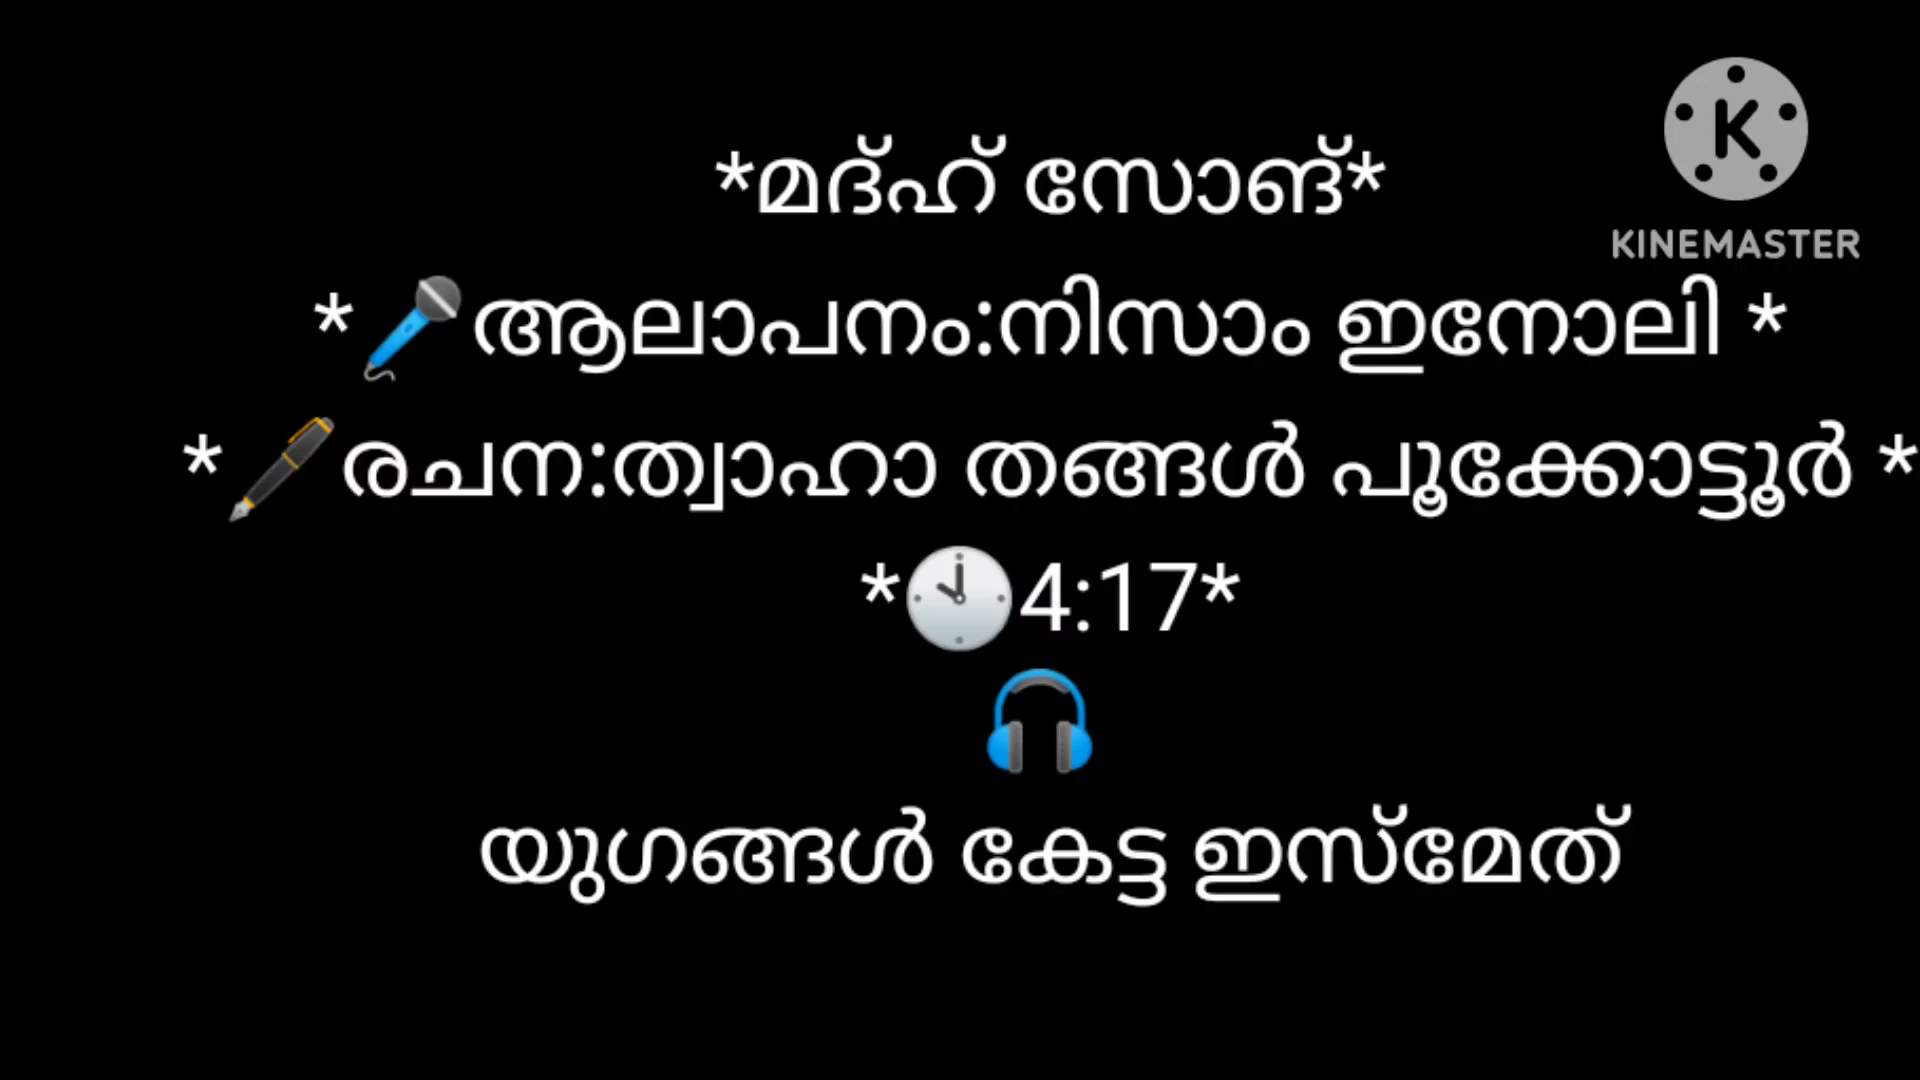 *മദ്ഹ് സോങ്*
*🎤ആലാപനം:നിസാം ഇനോലി *
*🖋️രചന:ത്വാഹാ തങ്ങൾ പൂക്കോട്ടൂർ *
*🕙4:17*
🎧
യുഗങ്ങൾ കേട്ട ഇസ്മേത്
K
KINEMASTER